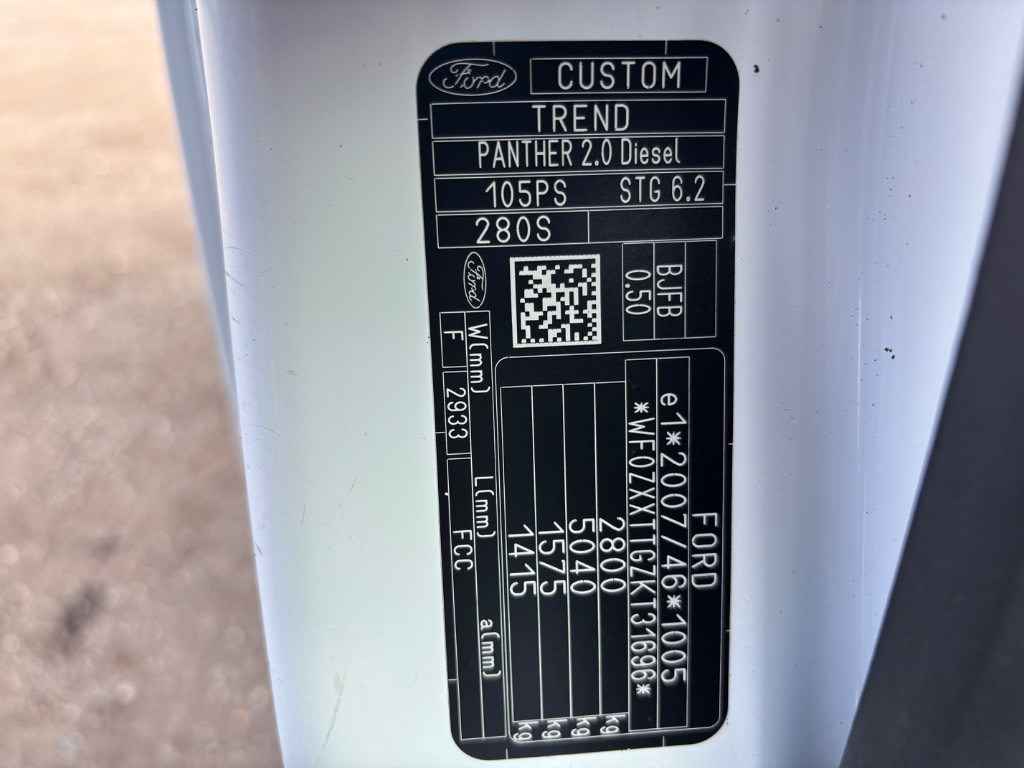 Ford
CUSTOM
TREND
PANTHER 2.0 Diesel
105PS STG 6.2
280S
Ford
BJFB
0.50
FORD
e1*2007/46*1005
*WF0ZXXTTGZKT31696*
2800 kg
5040 kg
1575 kg
1415 kg
W(mm) L(mm) a(mm)
F 2933 FCC